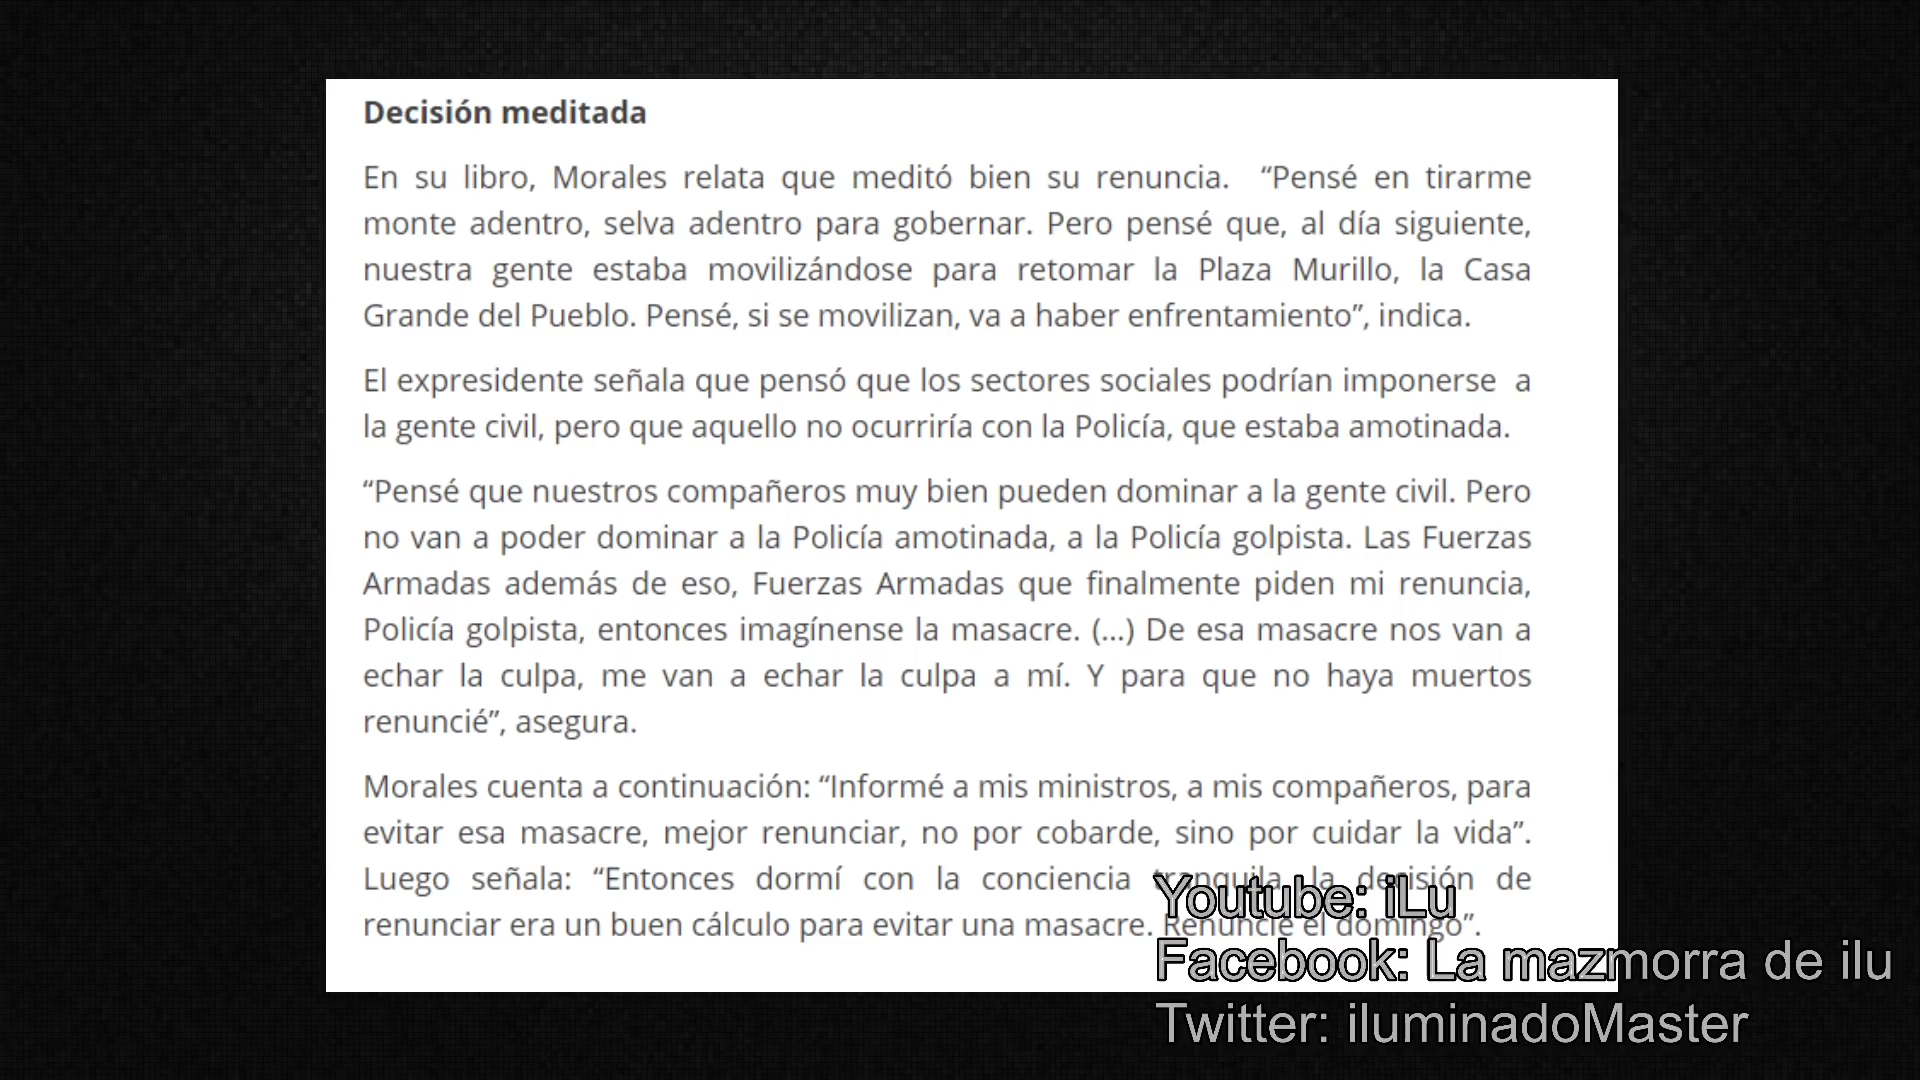 Decisión meditada
En su libro, Morales relata que meditó bien su renuncia. “Pensé en tirarme
monte adentro, selva adentro para gobernar. Pero pensé que, al día siguiente,
nuestra gente estaba movilizándose para retomar la Plaza Murillo, la Casa
Grande del Pueblo. Pensé, si se movilizan, va a haber enfrentamiento”, indica.
El expresidente señala que pensó que los sectores sociales podrían imponerse a
la gente civil, pero que aquello no ocurriría con la Policía, que estaba amotinada.
“Pensé que nuestros compañeros muy bien pueden dominar a la gente civil. Pero
no van a poder dominar a la Policía amotinada, a la Policía golpista. Las Fuerzas
Armadas además de eso, Fuerzas Armadas que finalmente piden mi renuncia,
Policía golpista, entonces imagínense la masacre. (...) De esa masacre nos van a
echar la culpa, me van a echar la culpa a mí. Y para que no haya muertos
renuncié”, asegura.
Morales cuenta a continuación: “Informé a mis ministros, a mis compañeros, para
evitar esa masacre, mejor renunciar, no por cobarde, sino por cuidar la vida”.
Luego señala: “Entonces dormí con la conciencia tranquila la decisión de
renunciar era un buen cálculo para evitar una masacre. Renuncié el domingo”.
Youtube: iLu
Facebook: La mazmorra de ilu
Twitter: iluminadoMaster